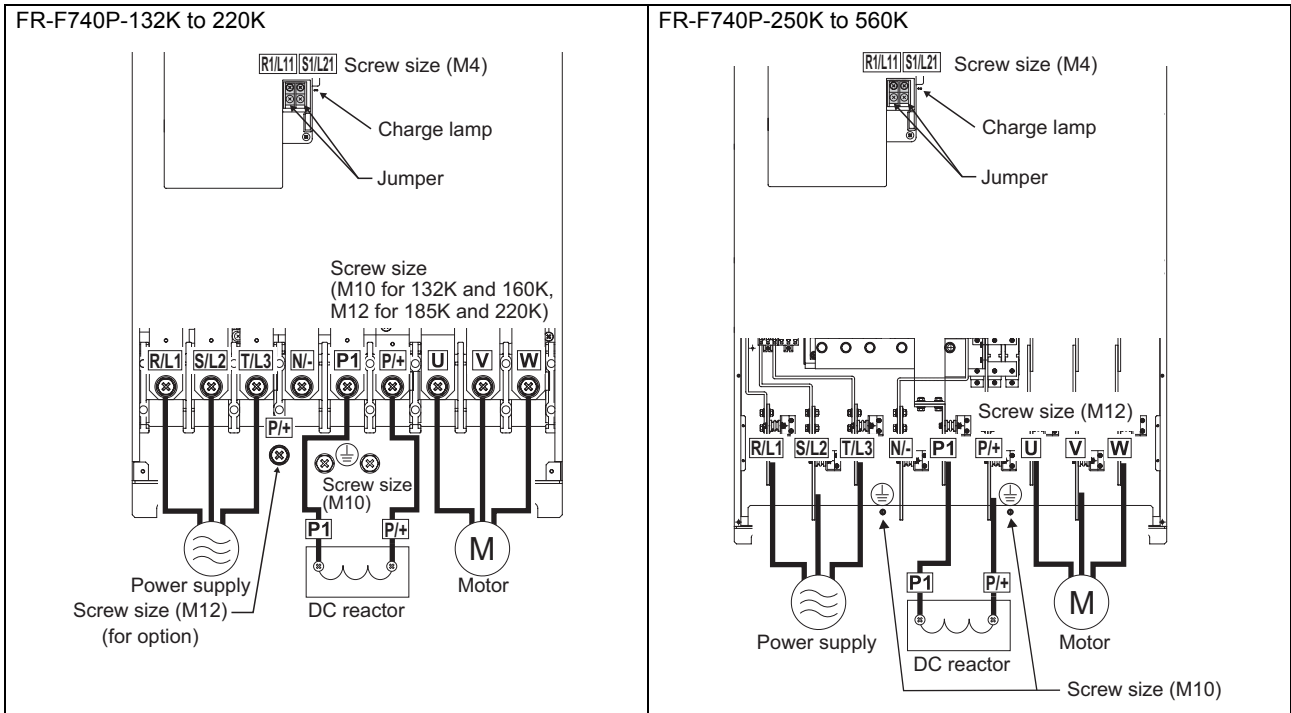 FR-F740P-132K to 220K
R1/L11 S1/L21 Screw size (M4)
Charge lamp
Jumper
Screw size
(M10 for 132K and 160K,
M12 for 185K and 220K)
R/L1 S/L2 T/L3 N/- P1 P/+ U V W
P/+
Screw size
(M10)
P1 P/+
M
Power supply
Motor
Screw size (M12)
(for option)
DC reactor
FR-F740P-250K to 560K
R1/L11 S1/L21 Screw size (M4)
Charge lamp
Jumper
Screw size (M12)
R/L1 S/L2 T/L3 N/- P1 P/+ U V W
P1 P/+
M
Power supply
Motor
DC reactor
Screw size (M10)